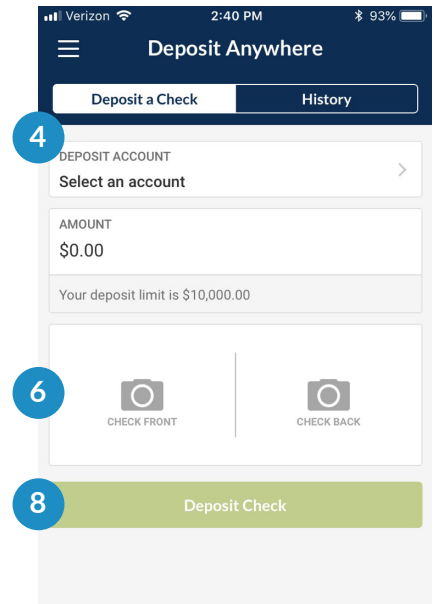 Verizon 2:40 PM 93%
Deposit Anywhere
Deposit a Check History
4
DEPOSIT ACCOUNT
Select an account
AMOUNT
$0.00
Your deposit limit is $10,000.00
6
CHECK FRONT CHECK BACK
8 Deposit Check